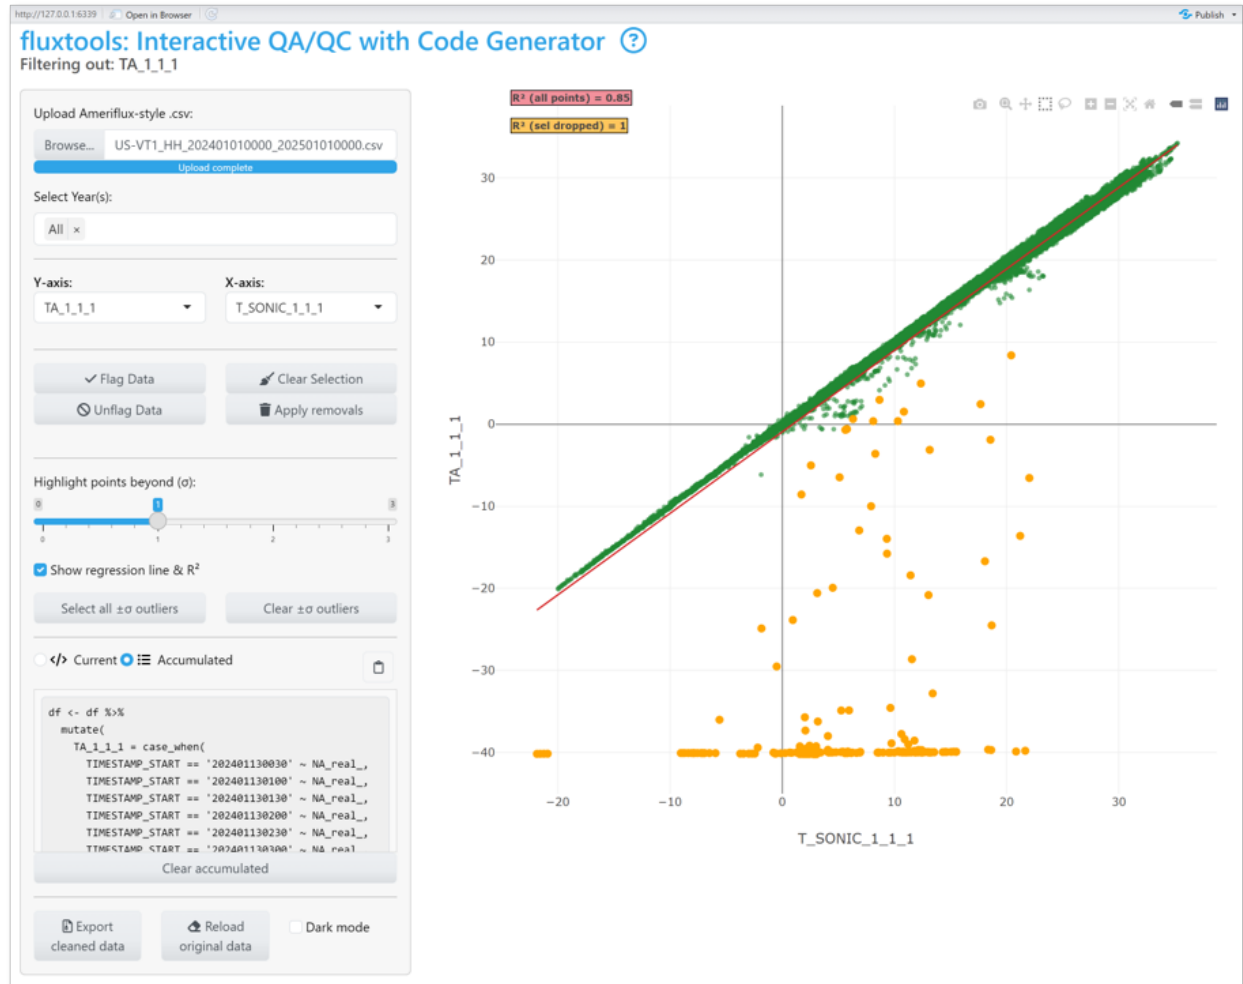 http://127.0.0.1:6339 Open in Browser Publish
fluxtools: Interactive QA/QC with Code Generator ?
Filtering out: TA_1_1_1
Upload Ameriflux-style .csv:
Browse... US-VT1_HH_202401010000_202501010000.csv
Upload complete
Select Year(s):
All ×
Y-axis: X-axis:
TA_1_1_1 T_SONIC_1_1_1
Flag Data Clear Selection
Unflag Data Apply removals
Highlight points beyond (σ):
0 1 3
0 1 2 3
Show regression line & R²
Select all ±σ outliers Clear ±σ outliers
</> Current Accumulated
df <- df %>%
mutate(
TA_1_1_1 = case_when(
TIMESTAMP_START == '202401130030' ~ NA_real_,
TIMESTAMP_START == '202401130100' ~ NA_real_,
TIMESTAMP_START == '202401130130' ~ NA_real_,
TIMESTAMP_START == '202401130200' ~ NA_real_,
TIMESTAMP_START == '202401130230' ~ NA_real_,
TIMESTAMP_START == '202401130300' ~ NA_real_
Clear accumulated
Export cleaned data
Reload original data
Dark mode
R² (all points) = 0.85
R² (sel dropped) = 1
30
20
10
0
−10
−20
−30
−40
TA_1_1_1
−20 −10 0 10 20 30
T_SONIC_1_1_1